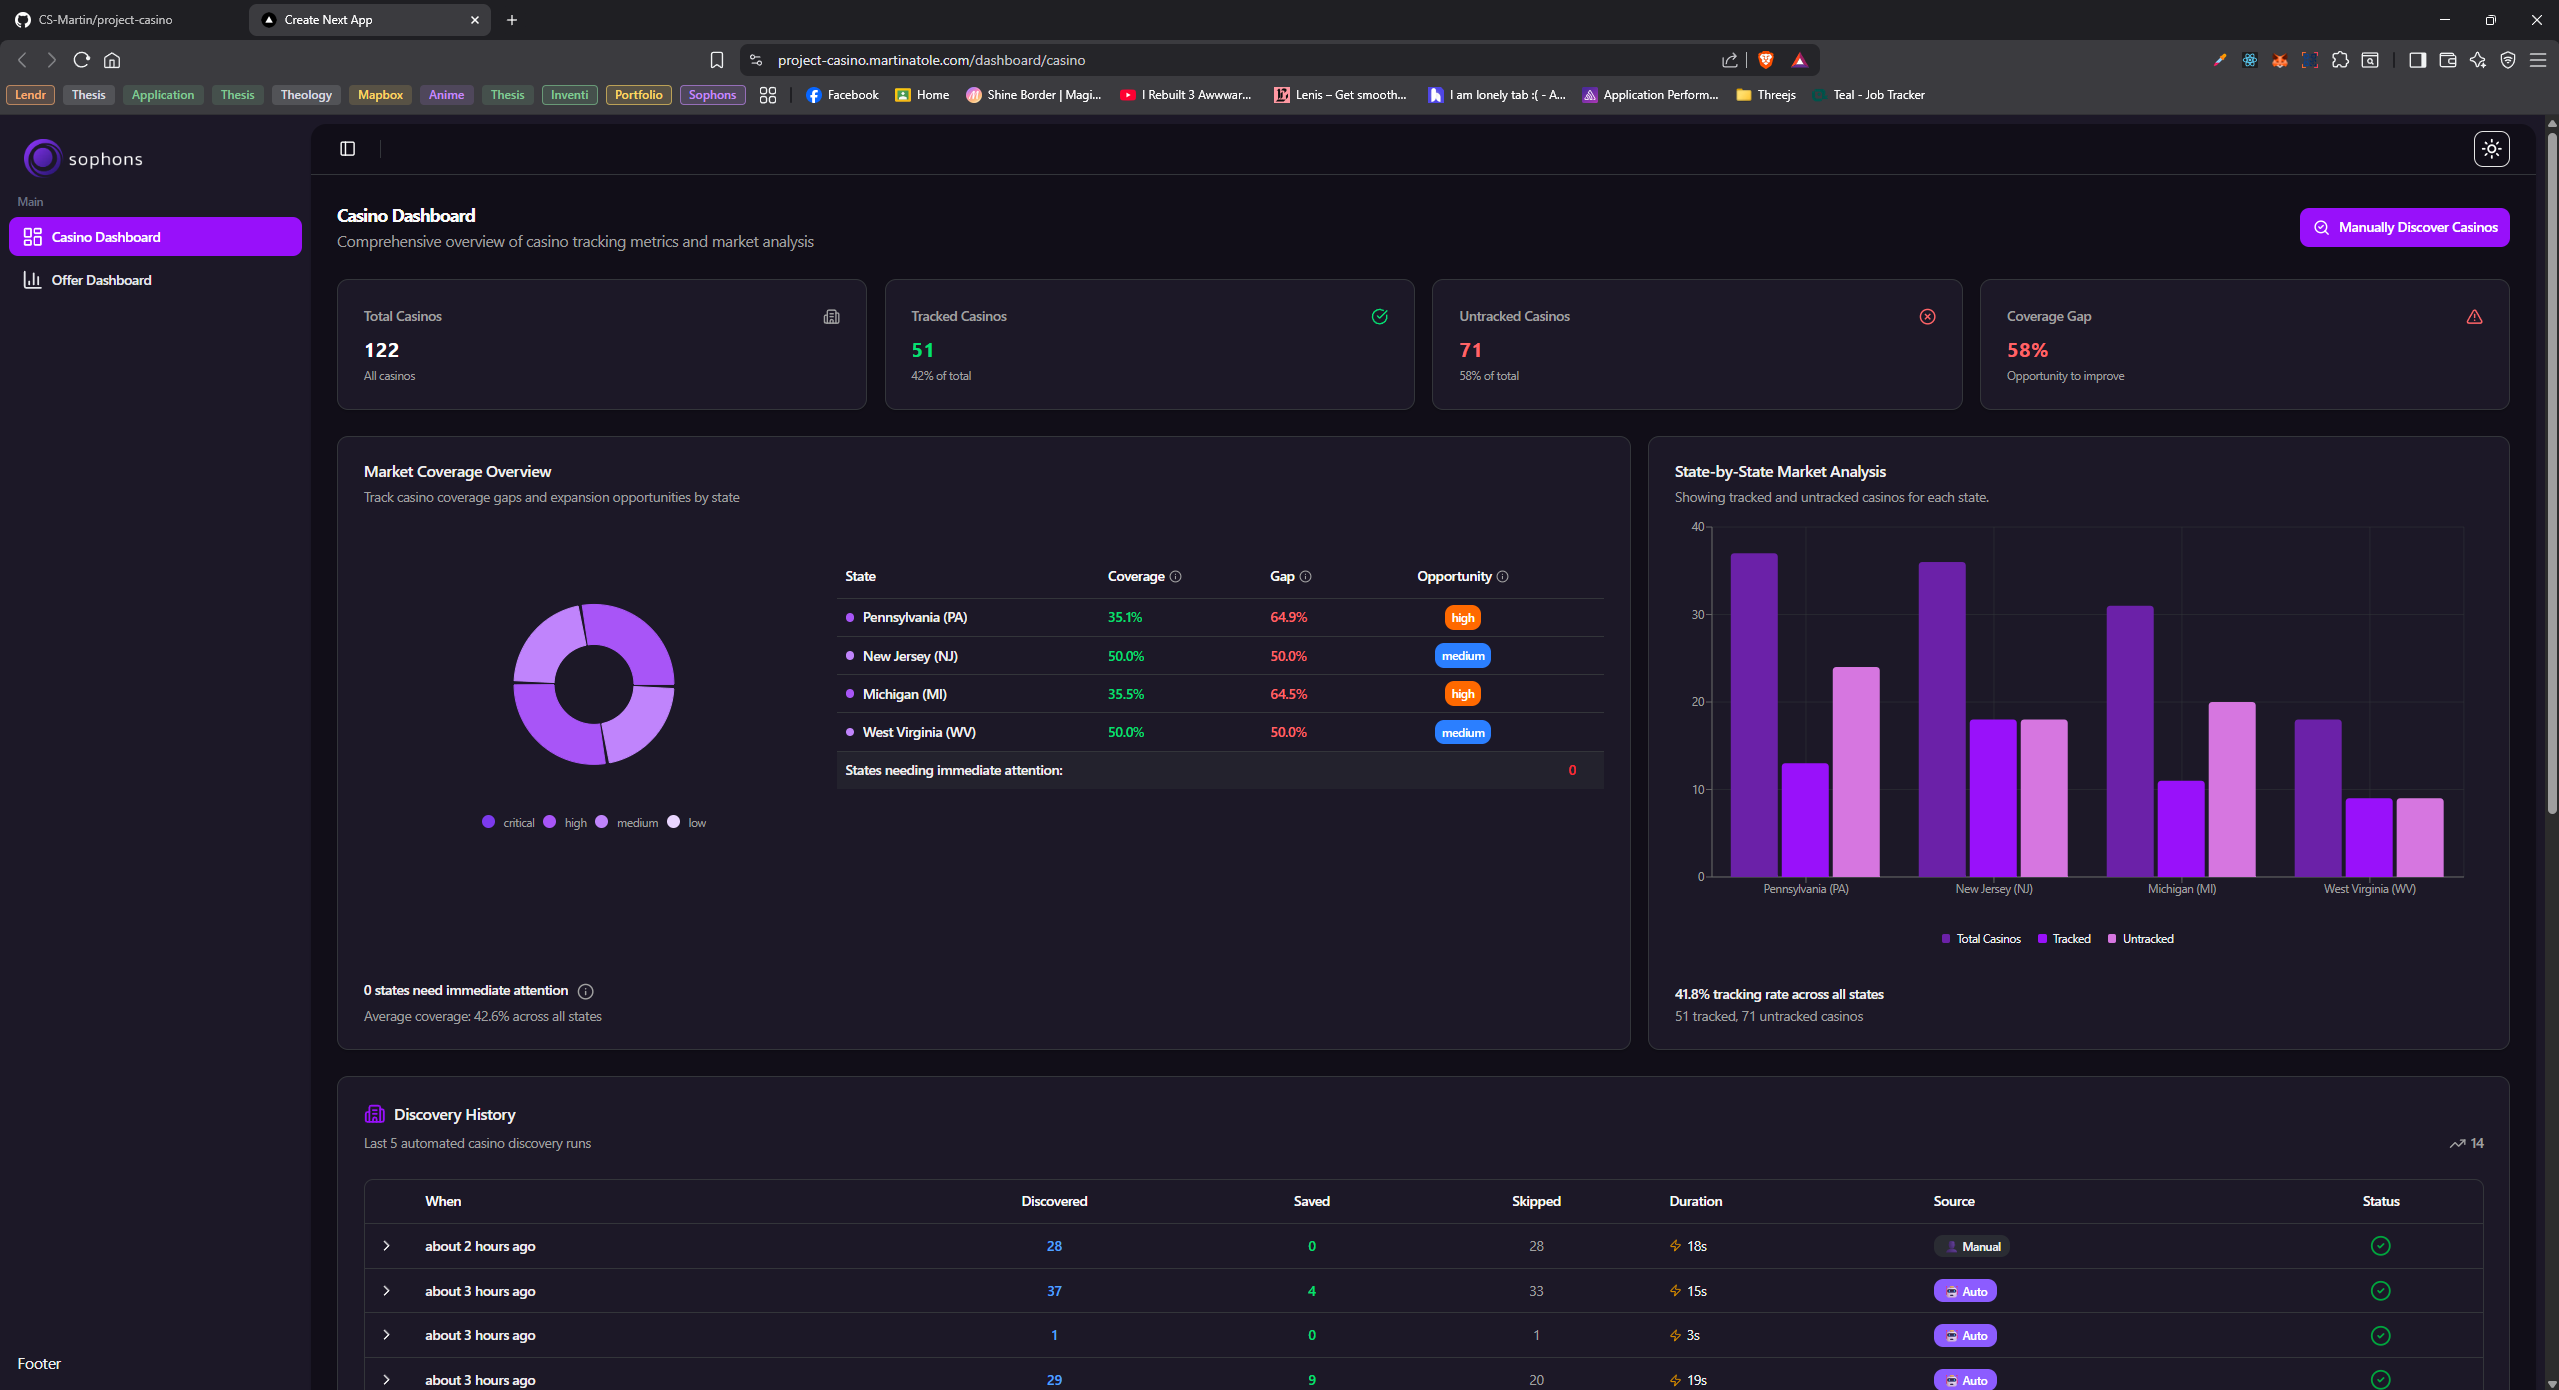 CS-Martin/project-casino
Create Next App
project-casino.martinatole.com/dashboard/casino
Lendr Thesis Application Thesis Theology Mapbox Anime Thesis Inventi Portfolio Sophons Facebook Home Shine Border | Magi... I Rebuilt 3 Awwwar... Lenis – Get smooth... I am lonely tab :( - A... Application Perform... Threejs Teal - Job Tracker
sophons
Main
Casino Dashboard
Offer Dashboard
Footer
Casino Dashboard
Comprehensive overview of casino tracking metrics and market analysis
Manually Discover Casinos
Total Casinos
122
All casinos
Tracked Casinos
51
42% of total
Untracked Casinos
71
58% of total
Coverage Gap
58%
Opportunity to improve
Market Coverage Overview
Track casino coverage gaps and expansion opportunities by state
critical high medium low
State Coverage Gap Opportunity
Pennsylvania (PA) 35.1% 64.9% high
New Jersey (NJ) 50.0% 50.0% medium
Michigan (MI) 35.5% 64.5% high
West Virginia (WV) 50.0% 50.0% medium
States needing immediate attention: 0
0 states need immediate attention
Average coverage: 42.6% across all states
State-by-State Market Analysis
Showing tracked and untracked casinos for each state.
40
30
20
10
0
Pennsylvania (PA) New Jersey (NJ) Michigan (MI) West Virginia (WV)
Total Casinos Tracked Untracked
41.8% tracking rate across all states
51 tracked, 71 untracked casinos
Discovery History
Last 5 automated casino discovery runs
14
When Discovered Saved Skipped Duration Source Status
about 2 hours ago 28 0 28 18s Manual
about 3 hours ago 37 4 33 15s Auto
about 3 hours ago 1 0 1 3s Auto
about 3 hours ago 29 9 20 19s Auto